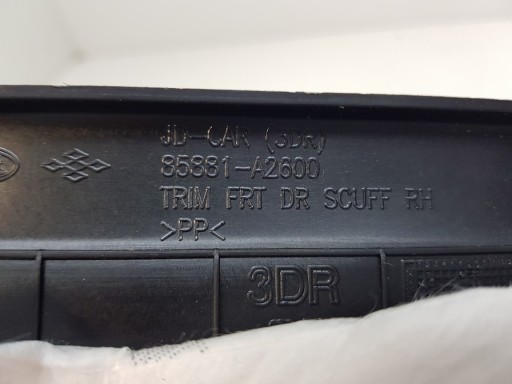 JD-CAR (3DR)
85881-A2600
TRIM FRT DR SCUFF RH
>PP<
3DR